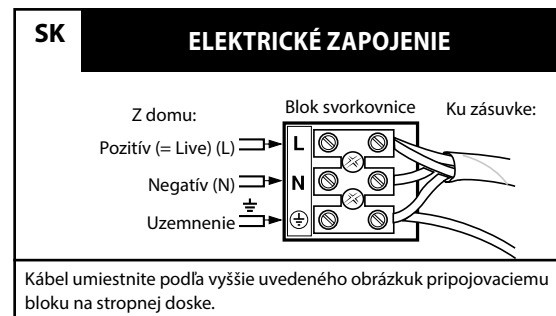 SK
ELEKTRICKÉ ZAPOJENIE
Z domu:
Blok svorkovnice
Ku zásuvke:
Pozitív (= Live) (L)
L
Negatív (N)
N
Uzemnenie
Kábel umiestnite podľa vyššie uvedeného obrázkuk pripojovaciemu
bloku na stropnej doske.